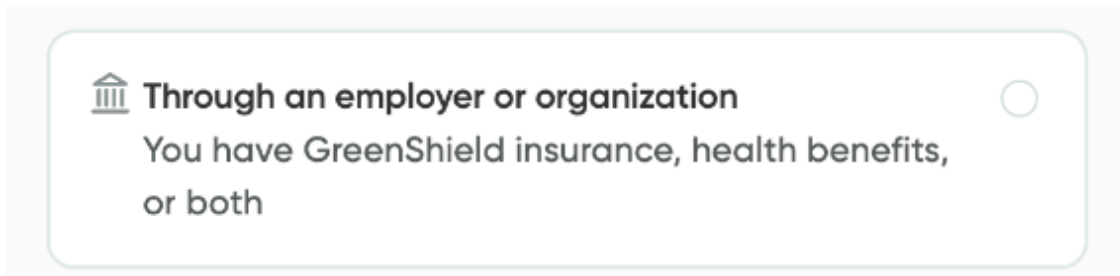 Through an employer or organization
You have GreenShield insurance, health benefits,
or both